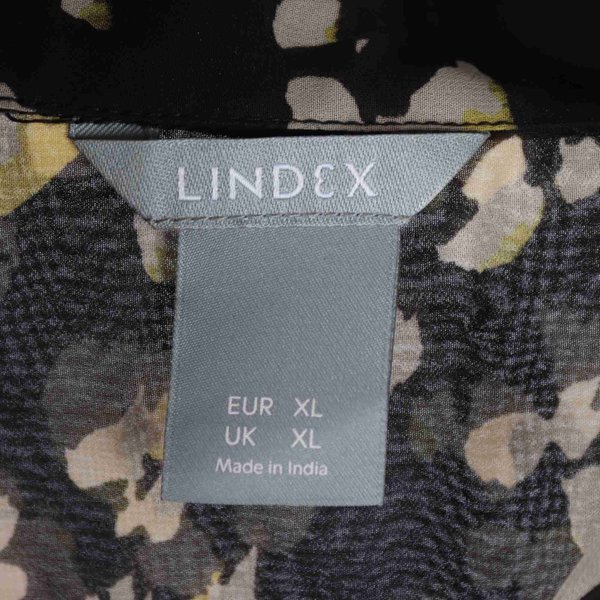 LINDEX
EUR XL
UK XL
Made in India